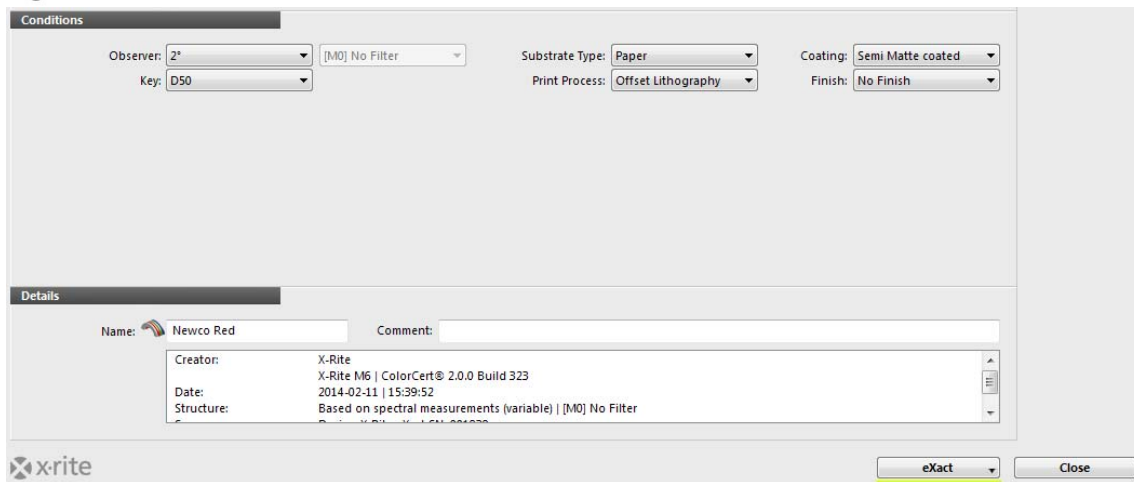 Conditions
Observer: 2° [M0] No Filter Substrate Type: Paper Coating: Semi Matte coated
Key: D50 Print Process: Offset Lithography Finish: No Finish
Details
Name: Newco Red Comment:
Creator: X-Rite
X-Rite M6 | ColorCert® 2.0.0 Build 323
Date: 2014-02-11 | 15:39:52
Structure: Based on spectral measurements (variable) | [M0] No Filter
x·rite eXact Close